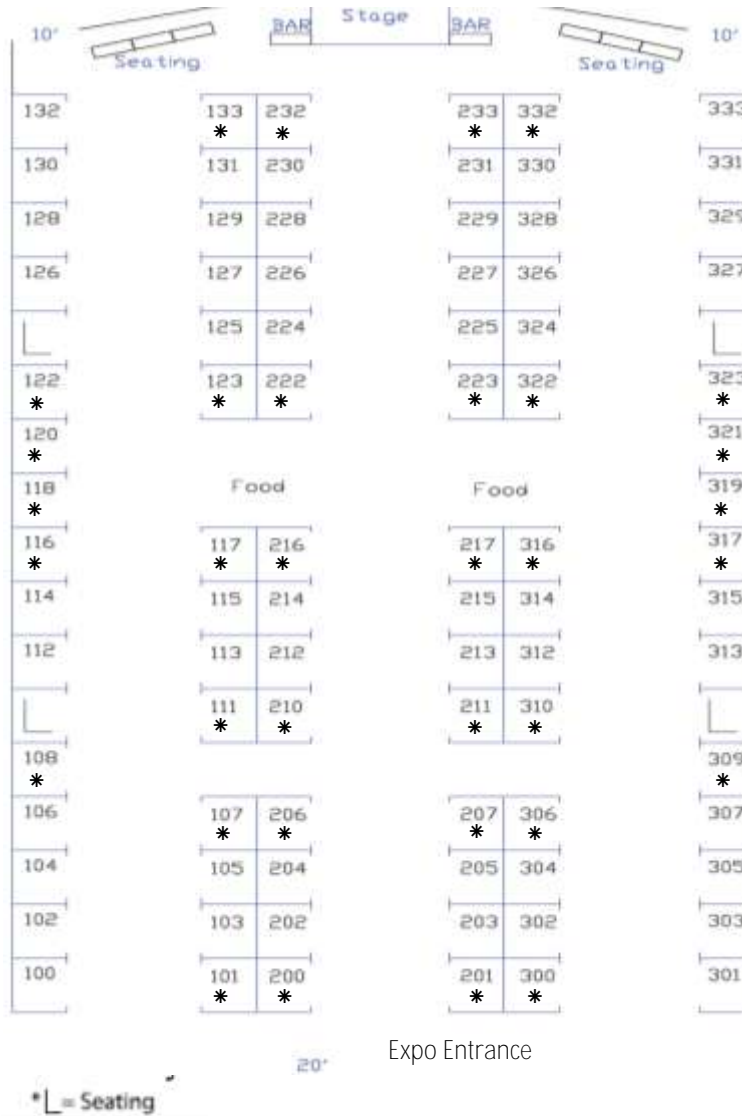 Stage
10' BAR BAR 10'
Seating Seating
132 133 232 233 332 333
* * * *
130 131 230 231 330 331
128 129 228 229 328 329
126 127 226 227 326 327
125 224 225 324
122 123 222 223 322 323
* * * * * *
120 321
* *
118 Food Food 319
* *
116 117 216 217 316 317
* * * * * *
114 115 214 215 314 315
112 113 212 213 312 313
111 210 211 310
* * * *
108 309
* *
106 107 206 207 306 307
* * * *
104 105 204 205 304 305
102 103 202 203 302 303
100 101 200 201 300 301
* * * *
Expo Entrance
20'
*L = Seating